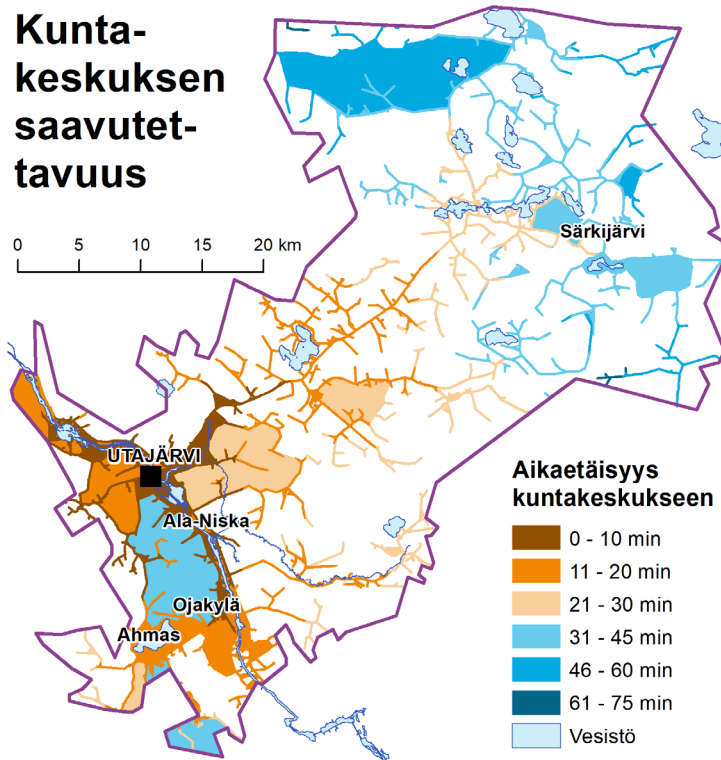 Kunta-
keskuksen
saavutet-
tavuus
0 5 10 15 20 km
Särkijärvi
UTAJÄRVI
Ala-Niska
Ojakylä
Ahmas
Aikaetäisyys
kuntakeskukseen
0 - 10 min
11 - 20 min
21 - 30 min
31 - 45 min
46 - 60 min
61 - 75 min
Vesistö